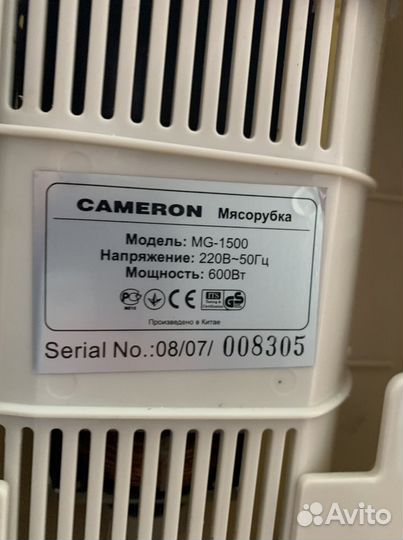 CAMERON Мясорубка
Модель: MG-1500
Напряжение: 220В~50Гц
Мощность: 600Вт
Произведено в Китае
Serial No.:08/07/ 008305
Avito